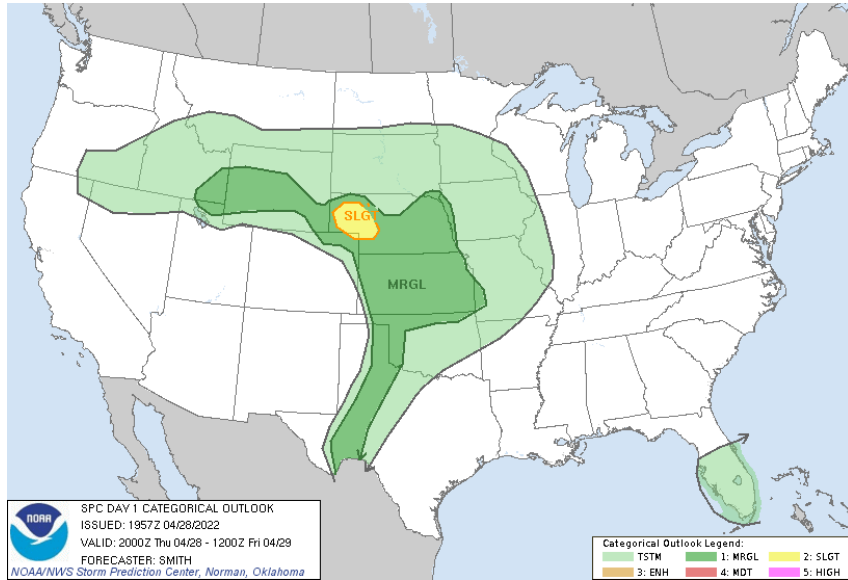 SLGT
MRGL
SPC DAY 1 CATEGORICAL OUTLOOK
ISSUED: 1957Z 04/28/2022
VALID: 2000Z Thu 04/28 - 1200Z Fri 04/29
FORECASTER: SMITH
NOAA/NWS Storm Prediction Center, Norman, Oklahoma
NOAA
Categorical Outlook Legend:
TSTM 1: MRGL 2: SLGT
3: ENH 4: MDT 5: HIGH